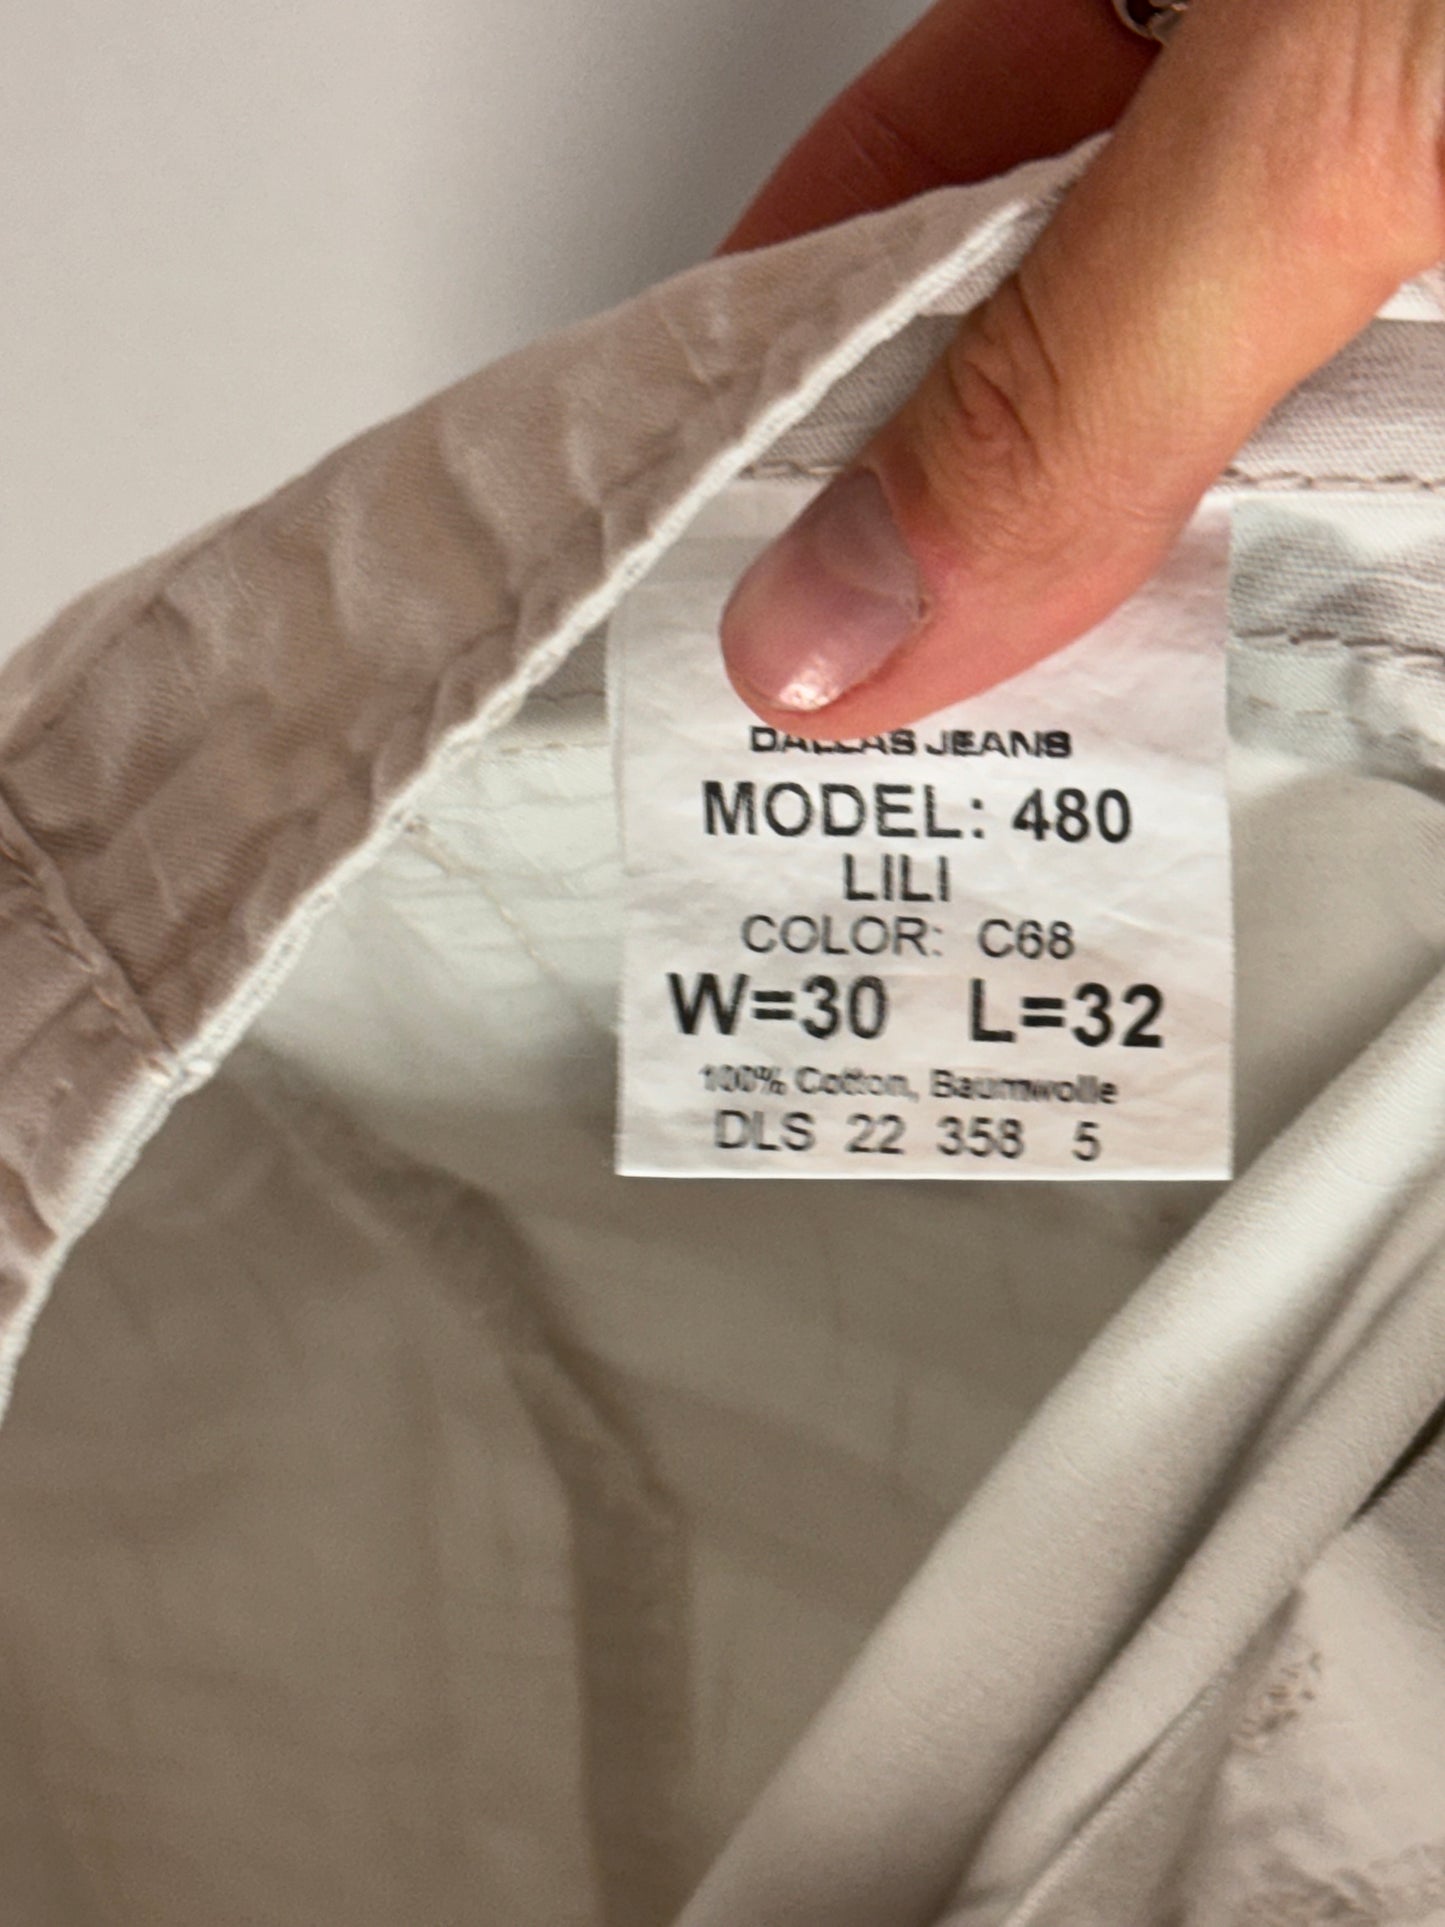 DALLAS JEANS
MODEL: 480
LILI
COLOR: C68
W=30 L=32
100% Cotton, Baumwolle
DLS 22 358 5